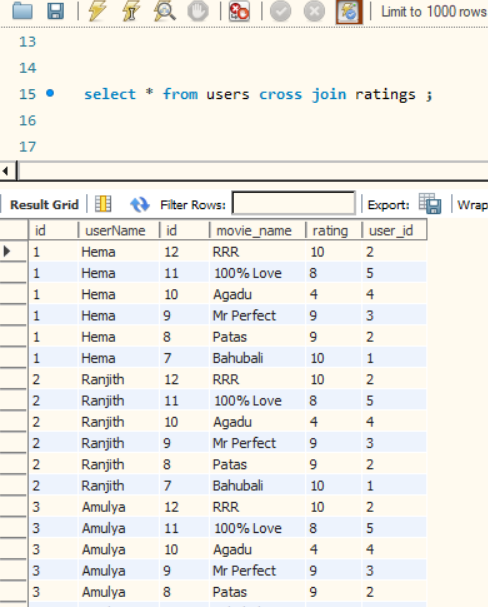 Limit to 1000 rows
13
14
15 select * from users cross join ratings ;
16
17
Result Grid Filter Rows: Export: Wrap
id userName id movie_name rating user_id
1 Hema 12 RRR 10 2
1 Hema 11 100% Love 8 5
1 Hema 10 Agadu 4 4
1 Hema 9 Mr Perfect 9 3
1 Hema 8 Patas 9 2
1 Hema 7 Bahubali 10 1
2 Ranjith 12 RRR 10 2
2 Ranjith 11 100% Love 8 5
2 Ranjith 10 Agadu 4 4
2 Ranjith 9 Mr Perfect 9 3
2 Ranjith 8 Patas 9 2
2 Ranjith 7 Bahubali 10 1
3 Amulya 12 RRR 10 2
3 Amulya 11 100% Love 8 5
3 Amulya 10 Agadu 4 4
3 Amulya 9 Mr Perfect 9 3
3 Amulya 8 Patas 9 2